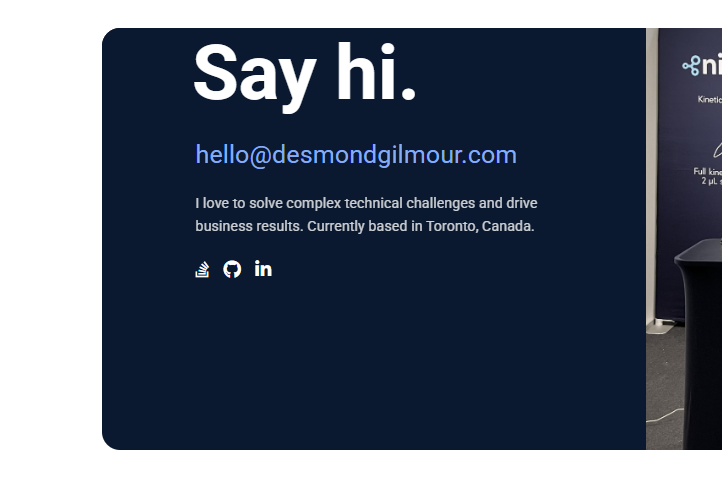 Say hi.
hello@desmondgilmour.com
I love to solve complex technical challenges and drive
business results. Currently based in Toronto, Canada.
in
ni
Kinetic
Full kine
2 µL s